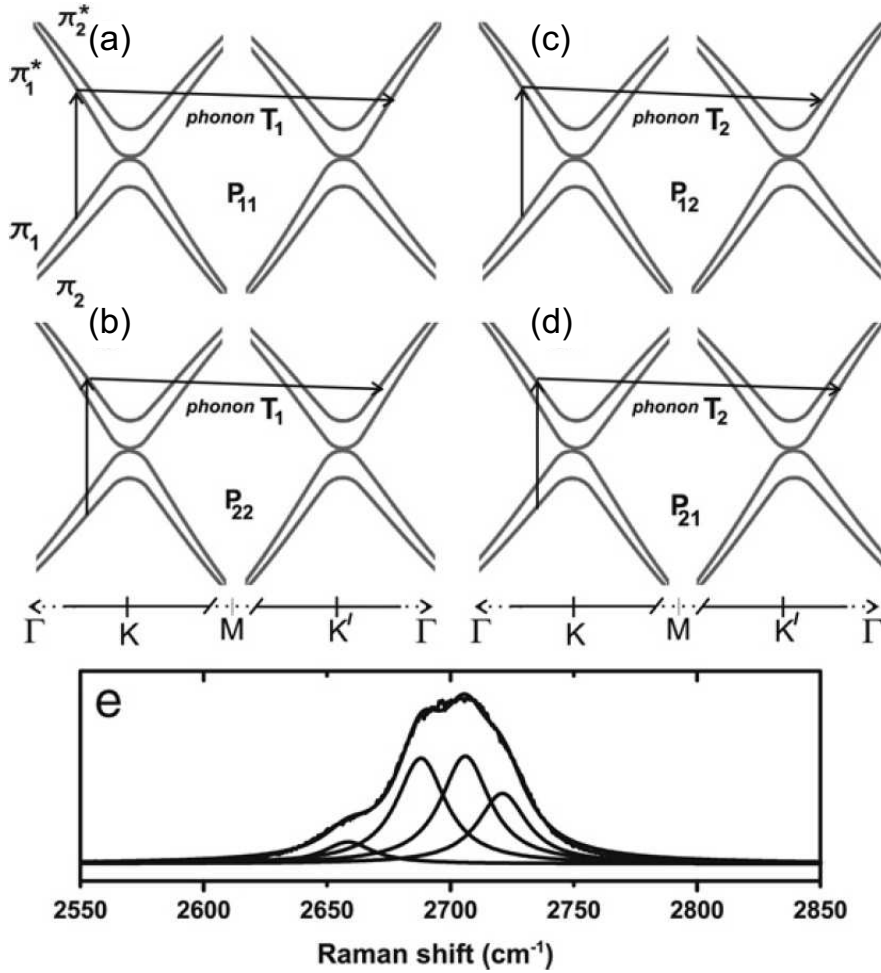 π2* (a) (c)
π1*
phonon T1 phonon T2
P11 P12
π1
π2 (b) (d)
phonon T1 phonon T2
P22 P21
Γ K M K′ Γ Γ K M K′ Γ
e
2550 2600 2650 2700 2750 2800 2850
Raman shift (cm-1)